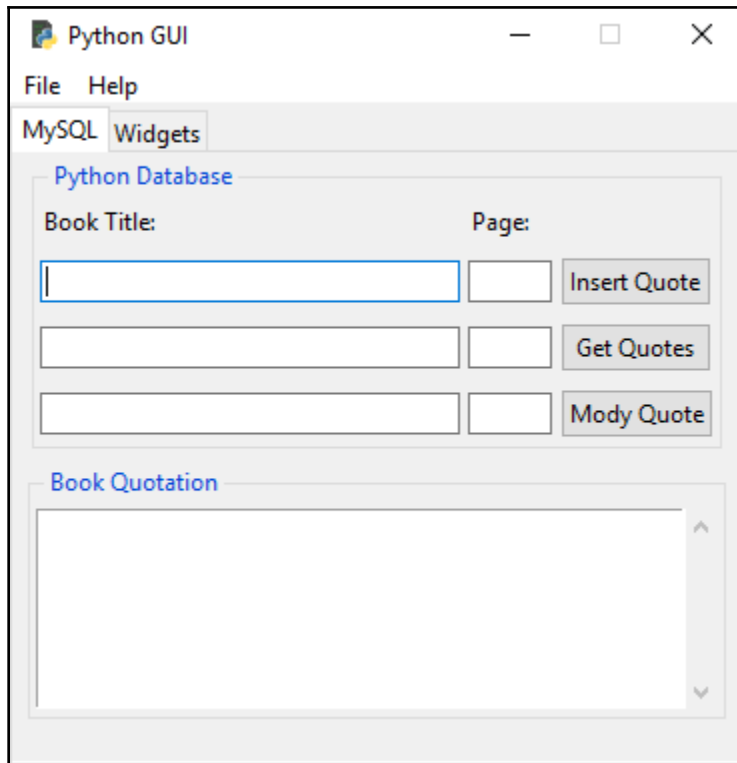 Python GUI
File Help
MySQL Widgets
Python Database
Book Title: Page:
Insert Quote
Get Quotes
Mody Quote
Book Quotation